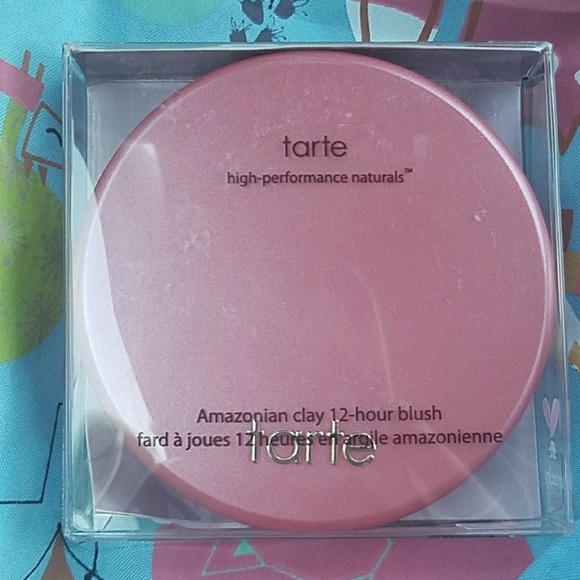 tarte
high-performance naturals™
Amazonian clay 12-hour blush
fard à joues 12 heures en argile amazonienne
tarte